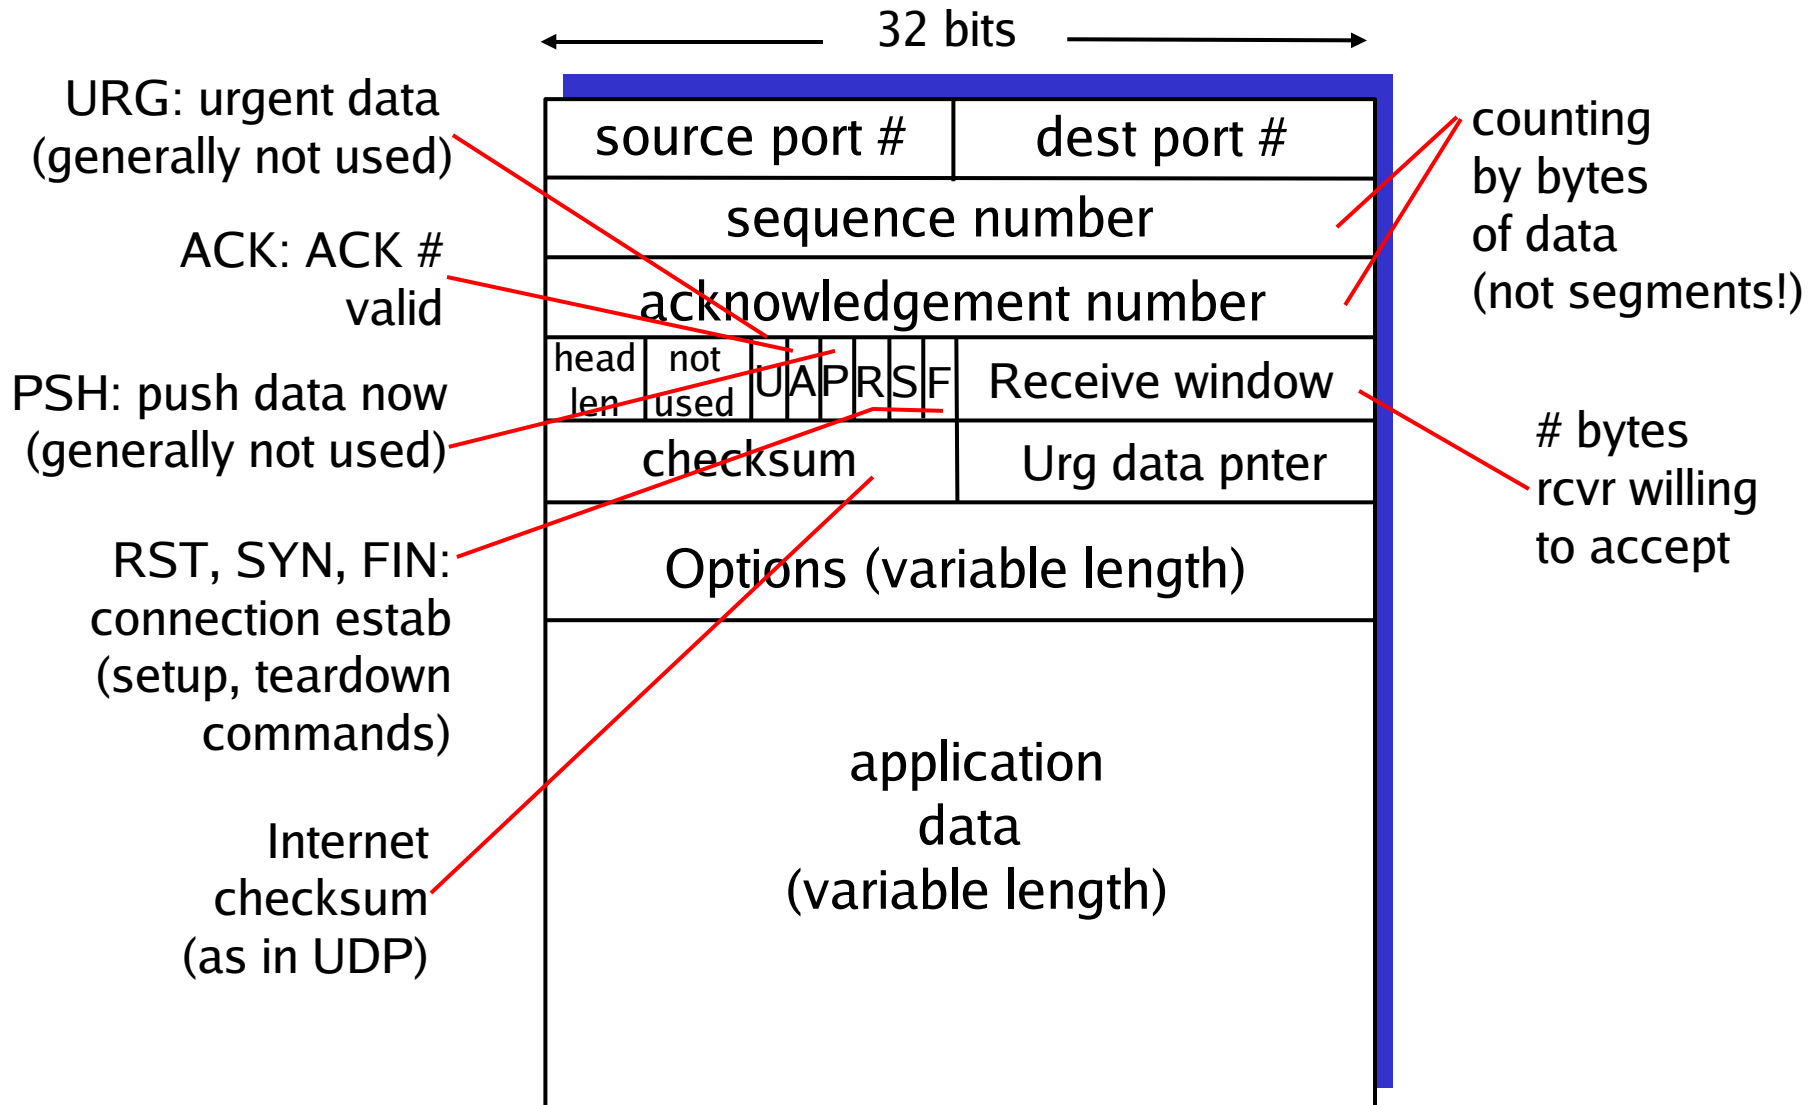 32 bits
URG: urgent data
(generally not used)
ACK: ACK #
valid
PSH: push data now
(generally not used)
RST, SYN, FIN:
connection estab
(setup, teardown
commands)
Internet
checksum
(as in UDP)
source port #
dest port #
sequence number
acknowledgement number
head
len
not
used
U
A
P
R
S
F
Receive window
checksum
Urg data pnter
Options (variable length)
application
data
(variable length)
counting
by bytes
of data
(not segments!)
# bytes
rcvr willing
to accept